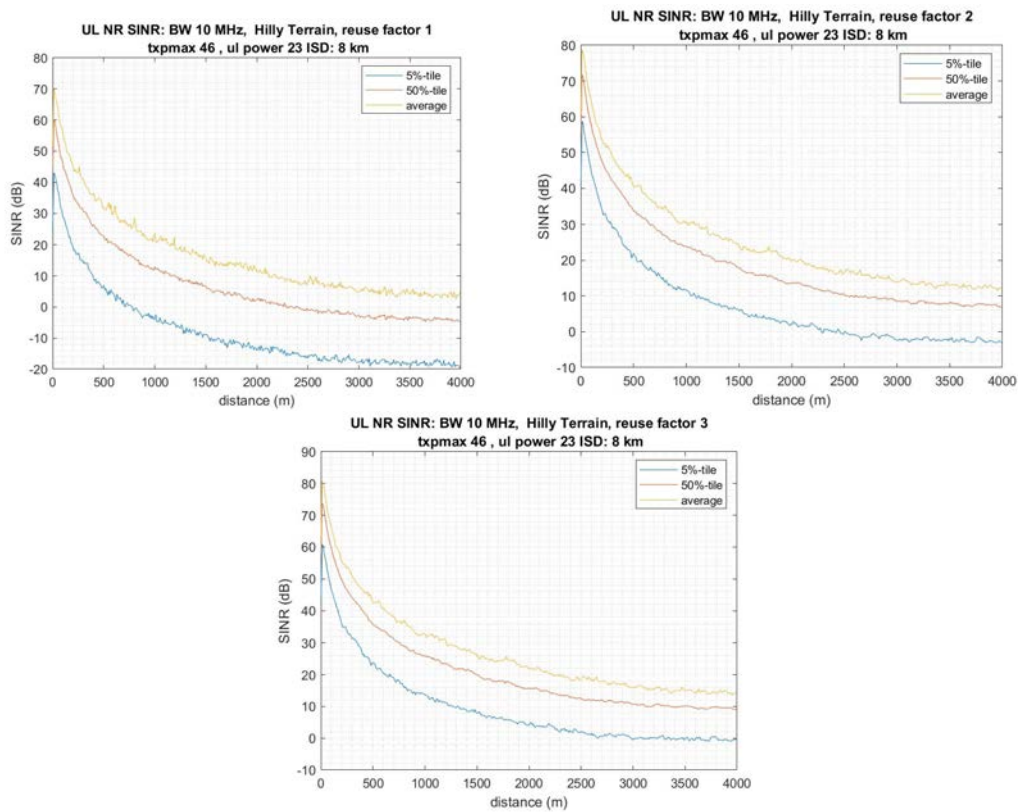 UL NR SINR: BW 10 MHz, Hilly Terrain, reuse factor 1
txpmax 46 , ul power 23 ISD: 8 km
80
70
60
50
40
30
20
10
0
-10
-20
SINR (dB)
5%-tile
50%-tile
average
0 500 1000 1500 2000 2500 3000 3500 4000
distance (m)
UL NR SINR: BW 10 MHz, Hilly Terrain, reuse factor 2
txpmax 46 , ul power 23 ISD: 8 km
80
70
60
50
40
30
20
10
0
-10
SINR (dB)
5%-tile
50%-tile
average
0 500 1000 1500 2000 2500 3000 3500 4000
distance (m)
UL NR SINR: BW 10 MHz, Hilly Terrain, reuse factor 3
txpmax 46 , ul power 23 ISD: 8 km
90
80
70
60
50
40
30
20
10
0
-10
SINR (dB)
5%-tile
50%-tile
average
0 500 1000 1500 2000 2500 3000 3500 4000
distance (m)